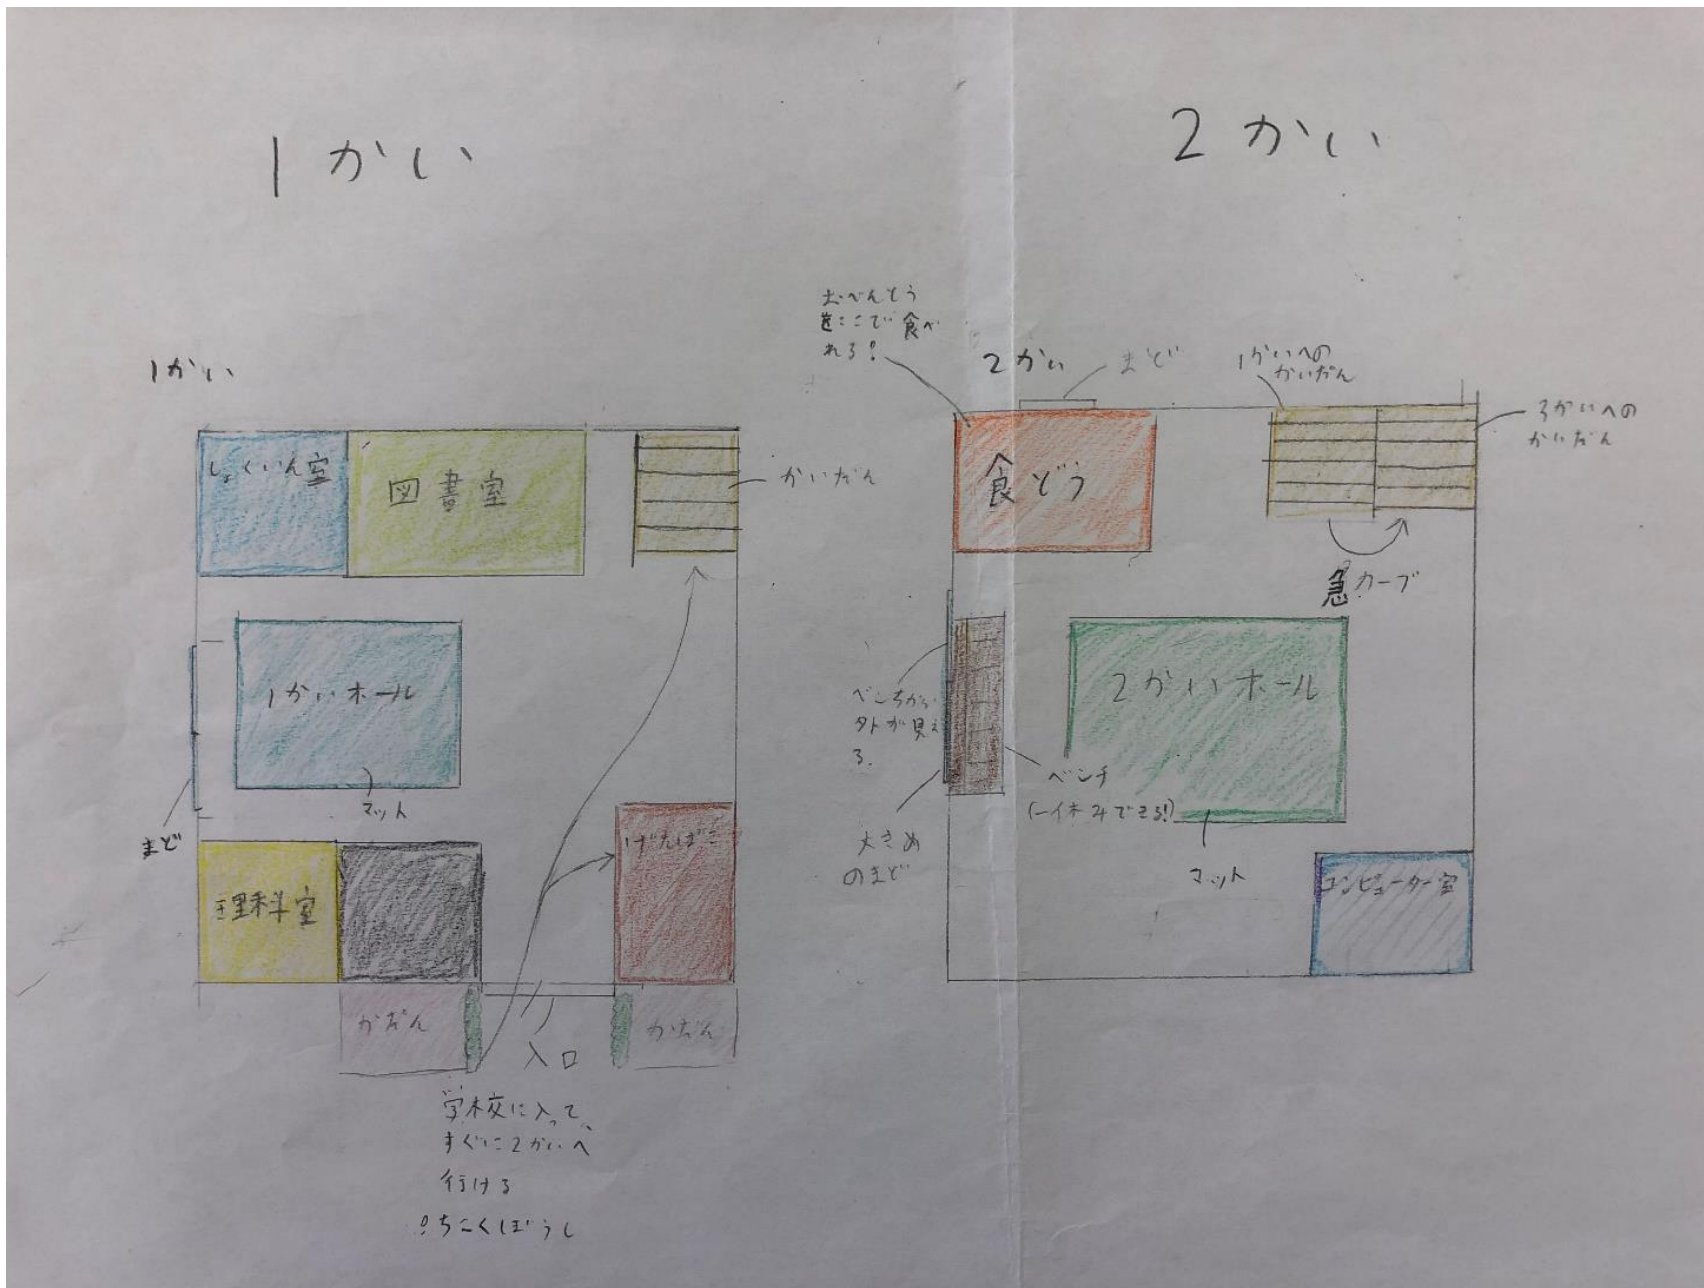 1かい
2かい
1かい
しょくいん室
図書室
かいだん
1かいホール
マット
まど
理科室
げたばこ
かだん
入口
かだん
学校に入って、
すぐに2かいへ
行ける
!ちこくぼうし
おべんとう
をここで食べ
れる!
2かい
まど
1かいへの
かいだん
3かいへの
かいだん
食どう
急カーブ
2かいホール
ベンチから
外が見え
る.
ベンチ
(一休みできる!)
大きめ
のまど
マット
コンピューター室